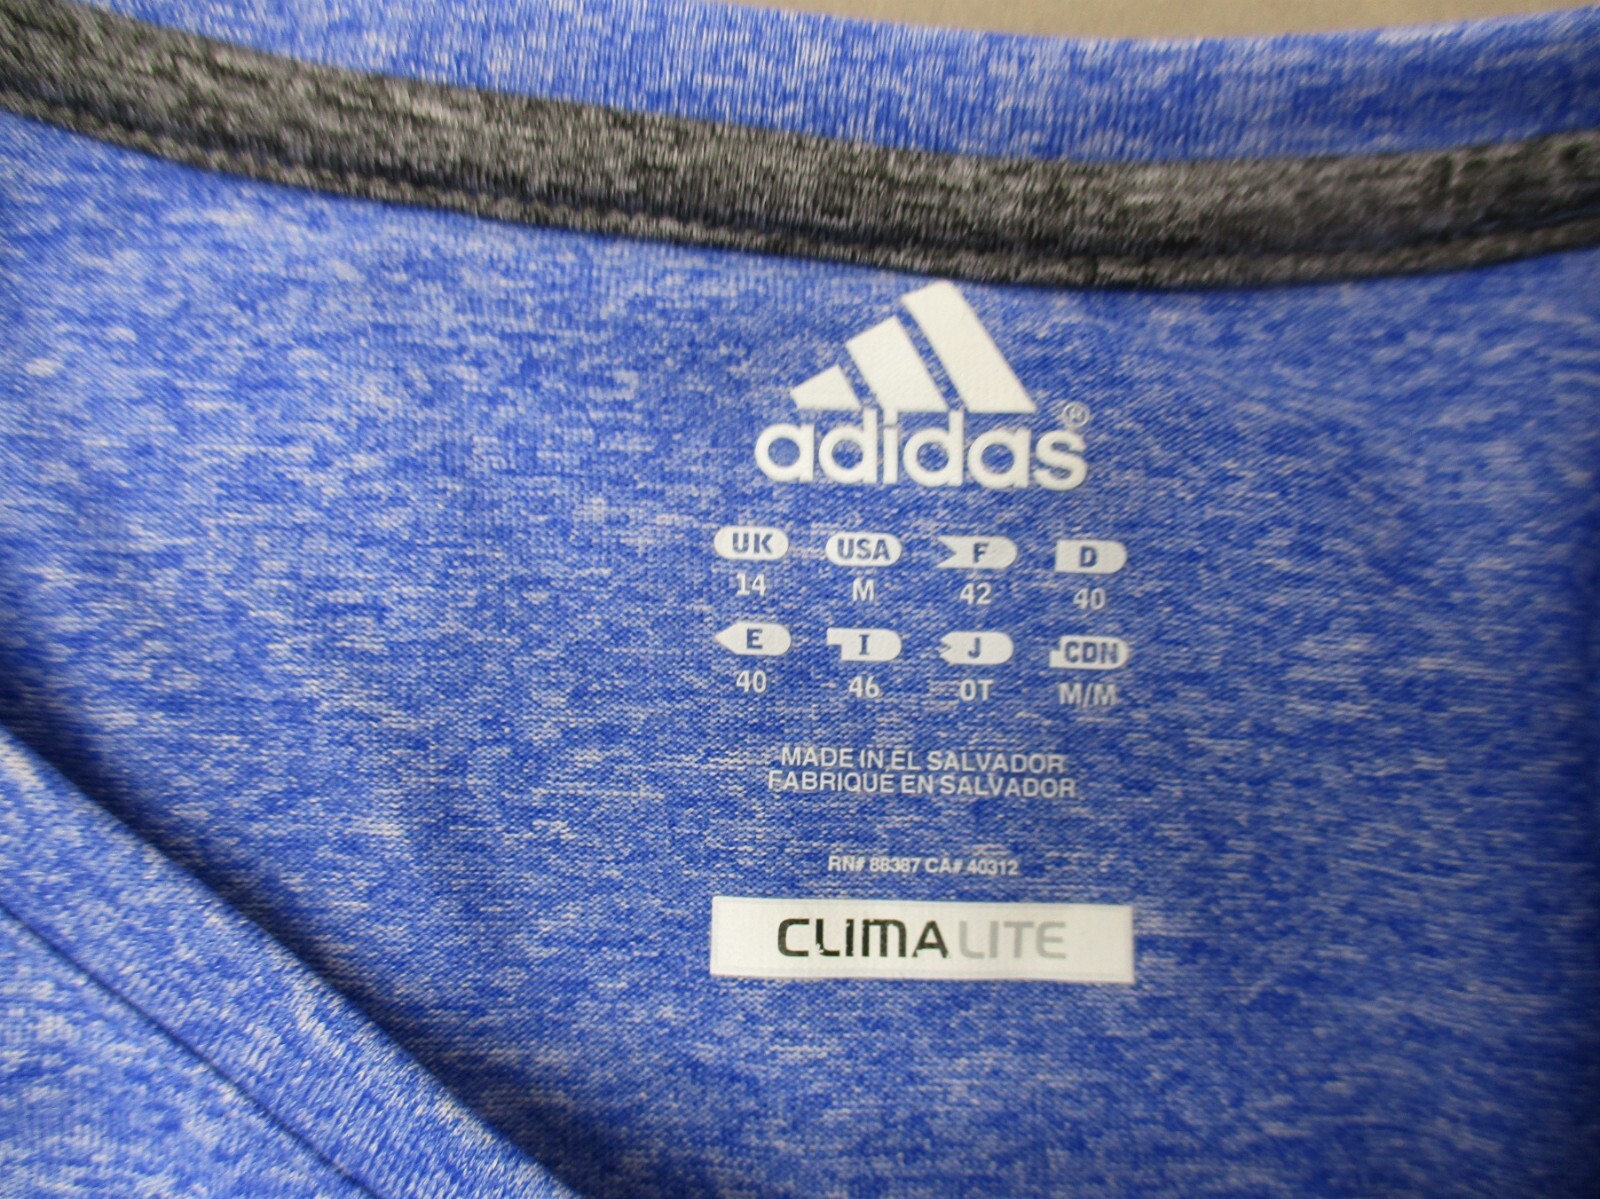 adidas®
UK USA F D
14 M 42 40
E I J CDN
40 46 OT M/M
MADE IN EL SALVADOR
FABRIQUE EN SALVADOR
RN# 88387 CA# 40312
CLIMALITE